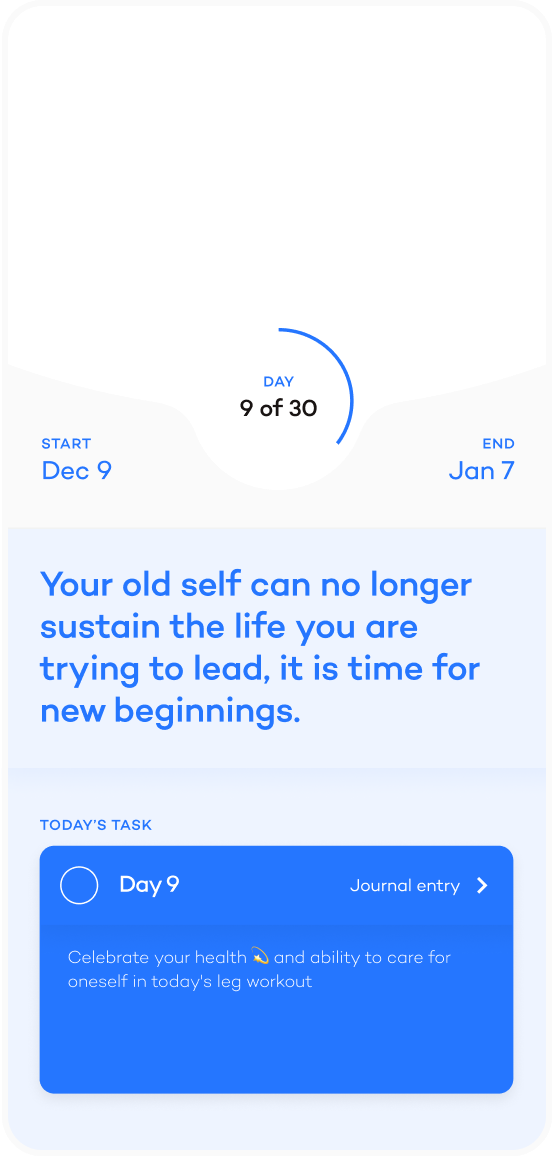 DAY
9 of 30
START
Dec 9
END
Jan 7
Your old self can no longer
sustain the life you are
trying to lead, it is time for
new beginnings.
TODAY'S TASK
Day 9
Journal entry
Celebrate your health 💫 and ability to care for
oneself in today's leg workout